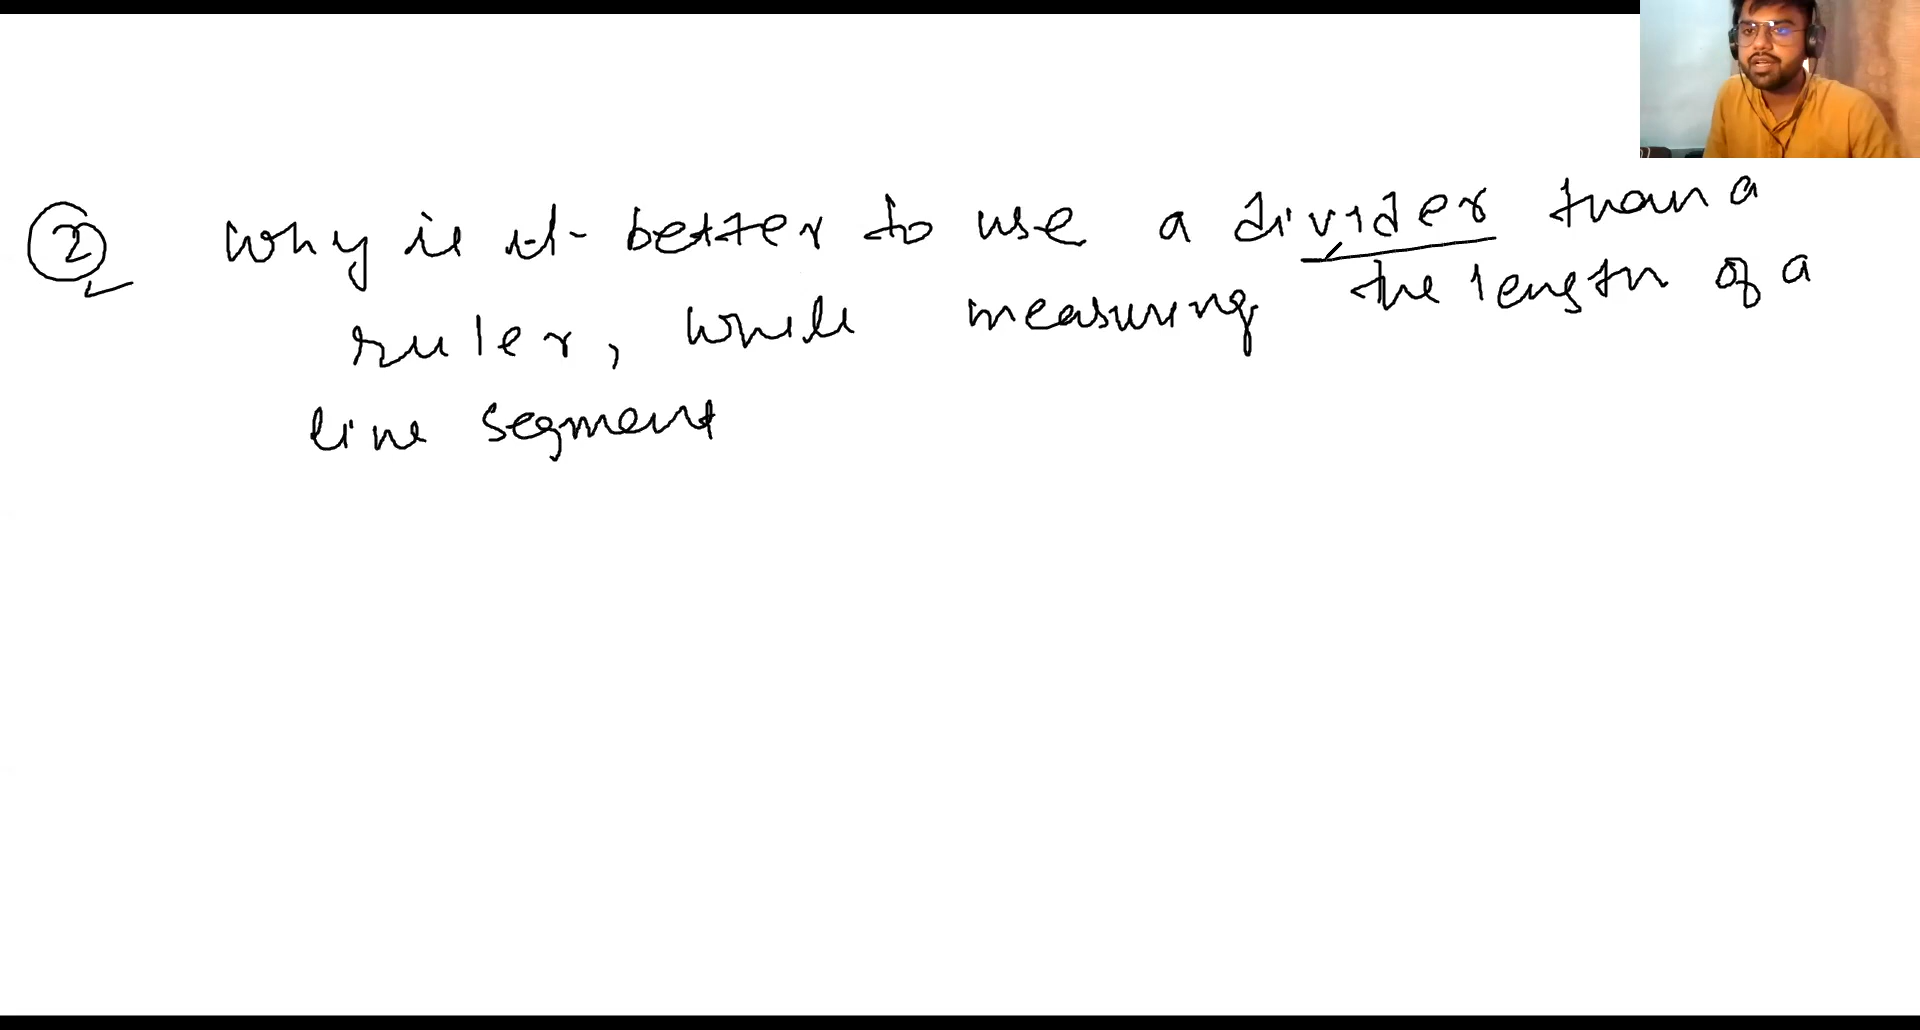 ② Why is it better to use a divider than a
ruler, while measuring the length of a
line segment